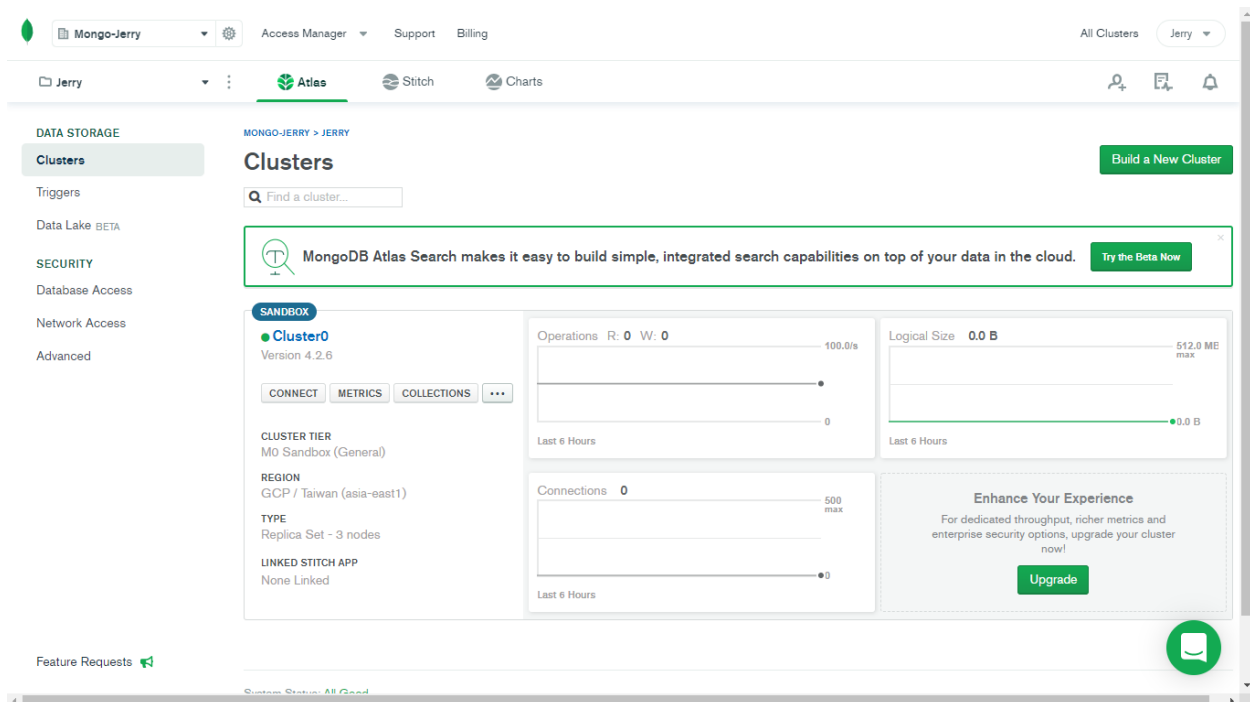 Mongo-Jerry
Access Manager
Support
Billing
All Clusters
Jerry
Jerry
Atlas
Stitch
Charts
DATA STORAGE
Clusters
Triggers
Data Lake BETA
SECURITY
Database Access
Network Access
Advanced
Feature Requests
MONGO-JERRY > JERRY
Clusters
Build a New Cluster
Find a cluster...
MongoDB Atlas Search makes it easy to build simple, integrated search capabilities on top of your data in the cloud.
Try the Beta Now
SANDBOX
Cluster0
Version 4.2.6
CONNECT
METRICS
COLLECTIONS
...
CLUSTER TIER
M0 Sandbox (General)
REGION
GCP / Taiwan (asia-east1)
TYPE
Replica Set - 3 nodes
LINKED STITCH APP
None Linked
Operations R: 0 W: 0
100.0/s
0
Last 6 Hours
Logical Size 0.0 B
512.0 MB
max
0.0 B
Last 6 Hours
Connections 0
500
max
0
Last 6 Hours
Enhance Your Experience
For dedicated throughput, richer metrics and
enterprise security options, upgrade your cluster
now!
Upgrade
System Status: All Good